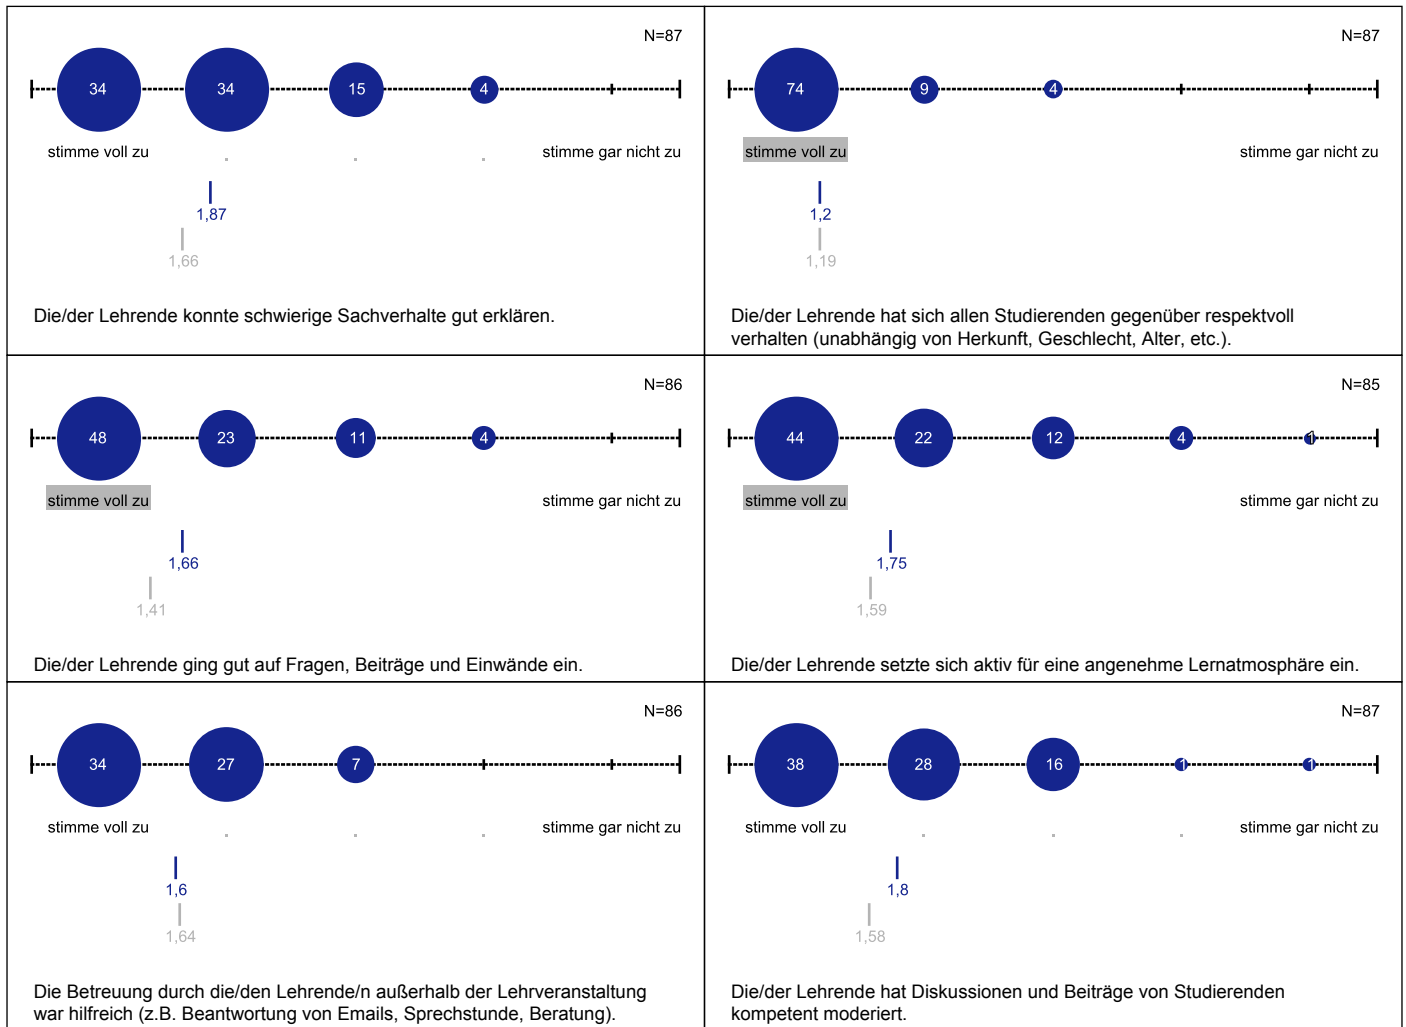 N=87
34 34 15 4
stimme voll zu stimme gar nicht zu
1,87
1,66
Die/der Lehrende konnte schwierige Sachverhalte gut erklären.
N=87
74 9 4
stimme voll zu stimme gar nicht zu
1,2
1,19
Die/der Lehrende hat sich allen Studierenden gegenüber respektvoll
verhalten (unabhängig von Herkunft, Geschlecht, Alter, etc.).
N=86
48 23 11 4
stimme voll zu stimme gar nicht zu
1,66
1,41
Die/der Lehrende ging gut auf Fragen, Beiträge und Einwände ein.
N=85
44 22 12 4 1
stimme voll zu stimme gar nicht zu
1,75
1,59
Die/der Lehrende setzte sich aktiv für eine angenehme Lernatmosphäre ein.
N=86
34 27 7
stimme voll zu stimme gar nicht zu
1,6
1,64
Die Betreuung durch die/den Lehrende/n außerhalb der Lehrveranstaltung
war hilfreich (z.B. Beantwortung von Emails, Sprechstunde, Beratung).
N=87
38 28 16 1 1
stimme voll zu stimme gar nicht zu
1,8
1,58
Die/der Lehrende hat Diskussionen und Beiträge von Studierenden
kompetent moderiert.